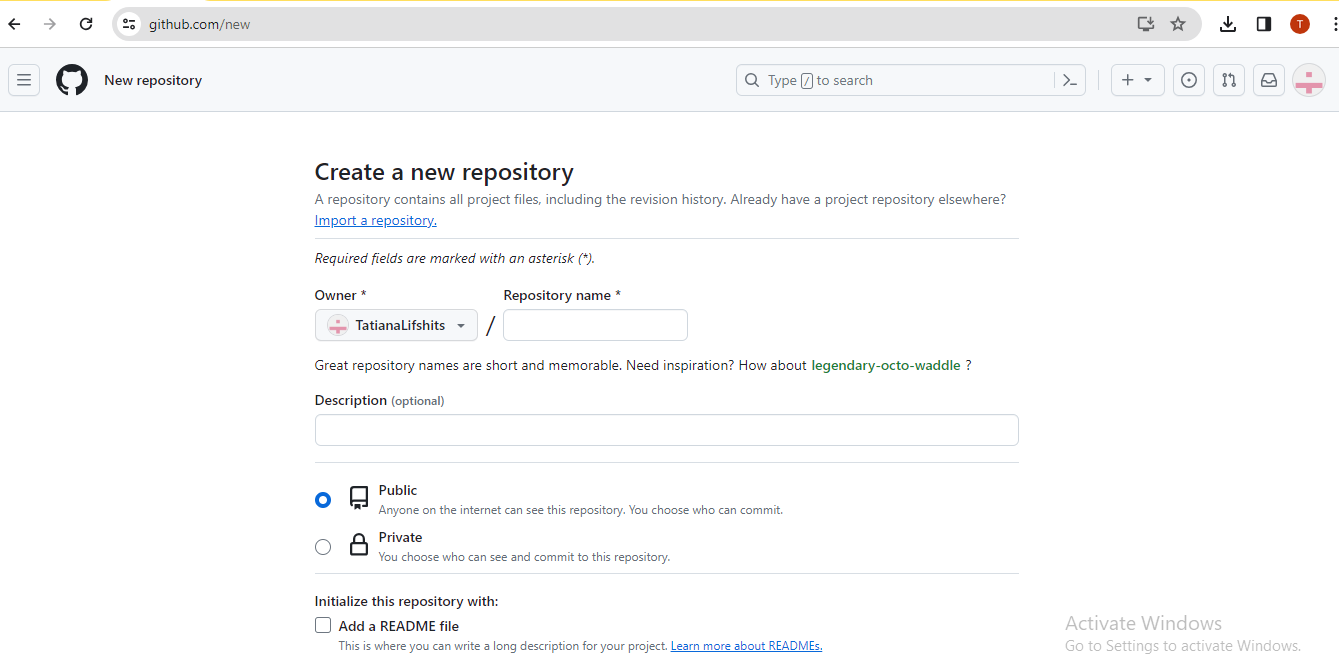 github.com/new
T
New repository
Type / to search
Create a new repository
A repository contains all project files, including the revision history. Already have a project repository elsewhere?
Import a repository.
Required fields are marked with an asterisk (*).
Owner * Repository name *
TatianaLifshits /
Great repository names are short and memorable. Need inspiration? How about legendary-octo-waddle ?
Description (optional)
Public
Anyone on the internet can see this repository. You choose who can commit.
Private
You choose who can see and commit to this repository.
Initialize this repository with:
Add a README file
This is where you can write a long description for your project. Learn more about READMEs.
Activate Windows
Go to Settings to activate Windows.